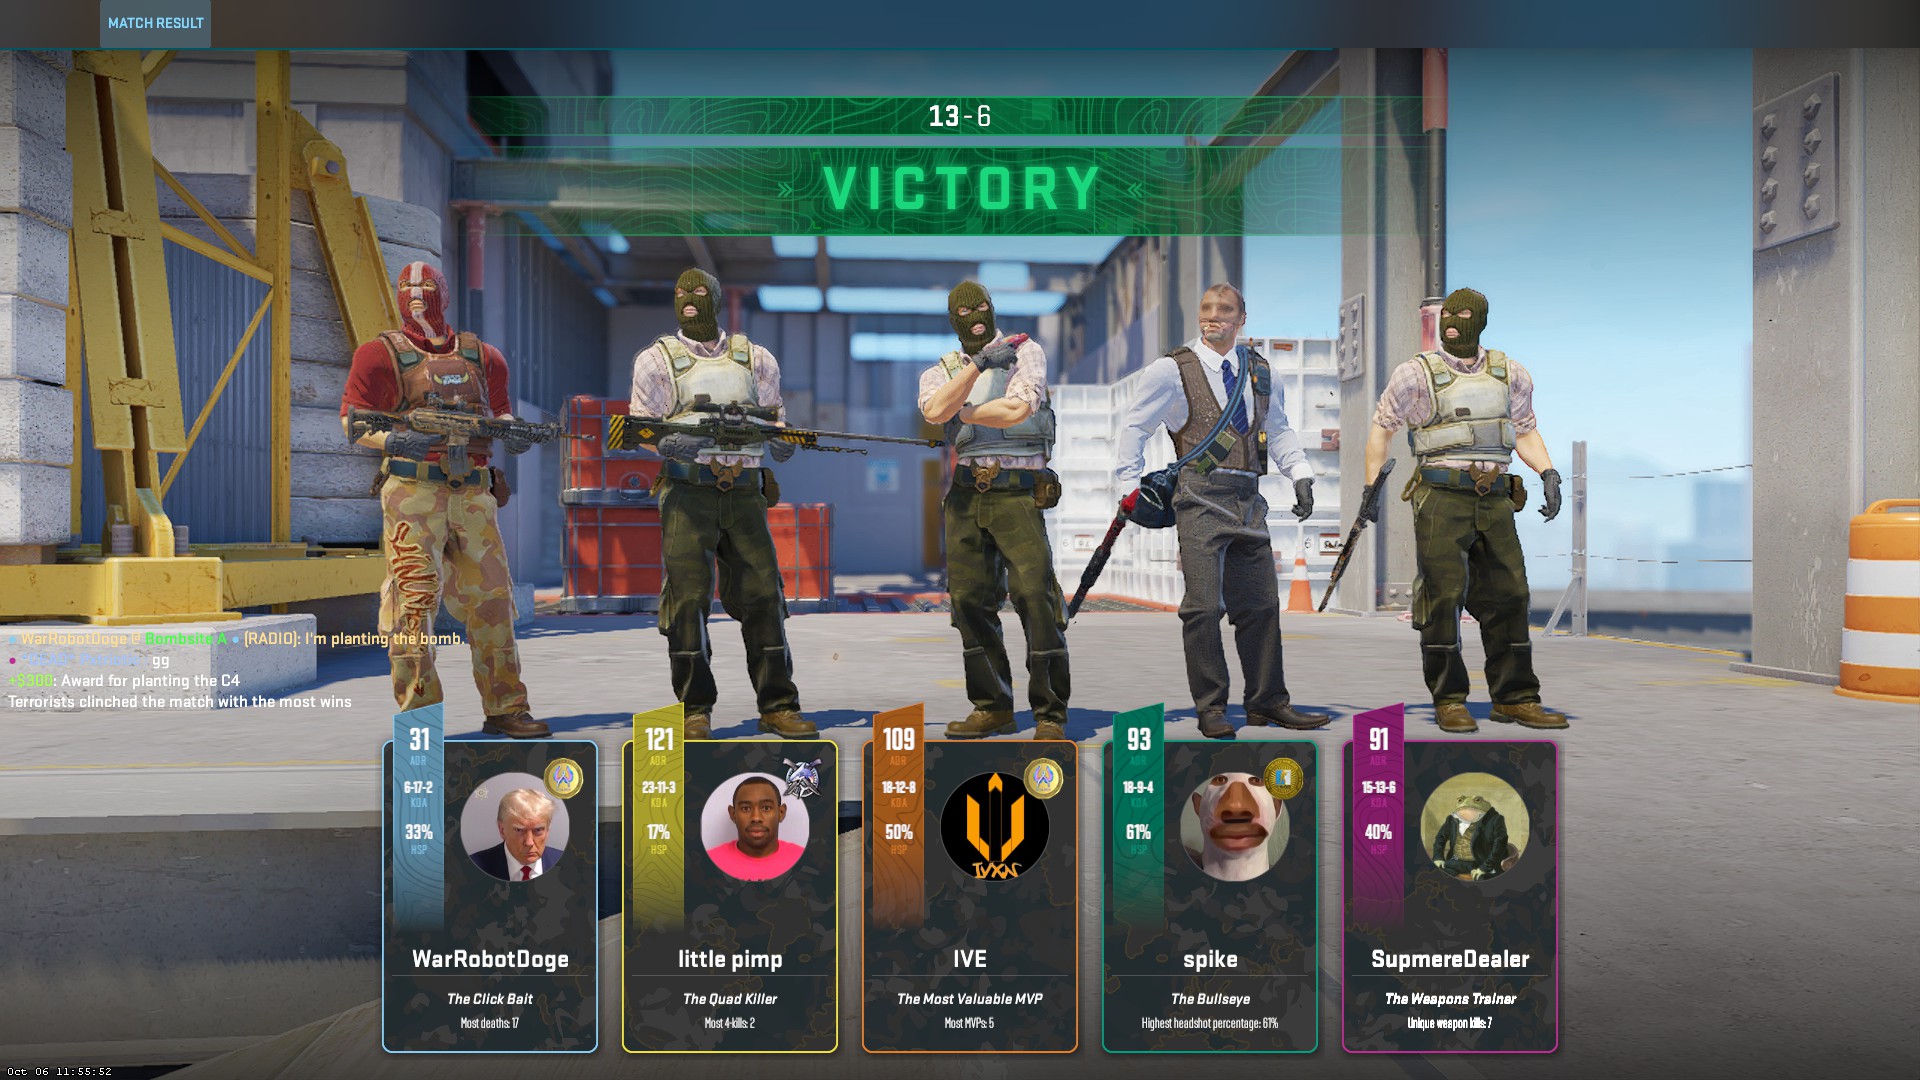 MATCH RESULT
13-6
» VICTORY «
WarRobotDoge @ Bombsite A • (RADIO): I'm planting the bomb.
gg
+$300: Award for planting the C4
Terrorists clinched the match with the most wins
31
ADR
6-17-2
KDA
33%
HSP
WarRobotDoge
The Click Bait
Most deaths: 17
121
ADR
23-11-3
KDA
17%
HSP
little pimp
The Quad Killer
Most 4-kills: 2
109
ADR
18-12-8
KDA
50%
HSP
IVE
The Most Valuable MVP
Most MVPs: 5
93
ADR
18-9-4
KDA
61%
HSP
spike
The Bullseye
Highest headshot percentage: 61%
91
ADR
15-13-6
KDA
40%
HSP
SupmereDealer
The Weapons Trainer
Unique weapon kills: 7
Oct 06 11:55:52